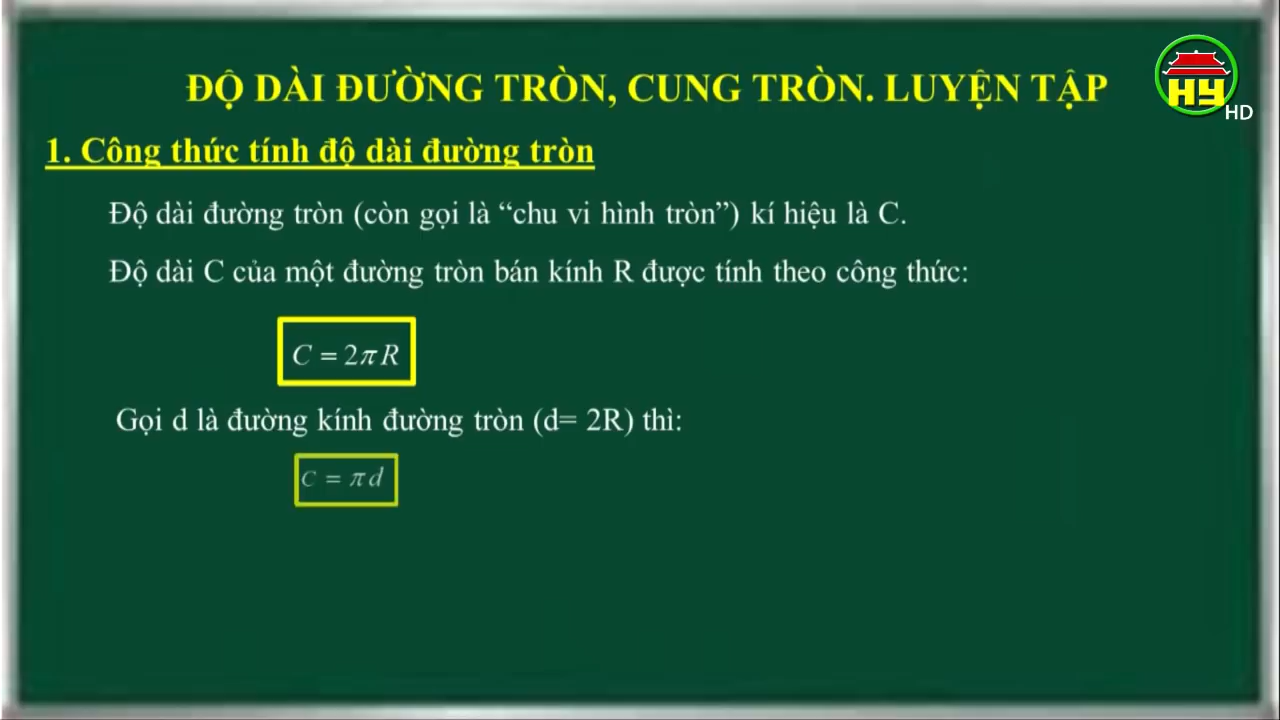 ĐỘ DÀI ĐƯỜNG TRÒN, CUNG TRÒN. LUYỆN TẬP
HY
HD
1. Công thức tính độ dài đường tròn
Độ dài đường tròn (còn gọi là “chu vi hình tròn”) kí hiệu là C.
Độ dài C của một đường tròn bán kính R được tính theo công thức:
C = 2πR
Gọi d là đường kính đường tròn (d= 2R) thì:
C = πd